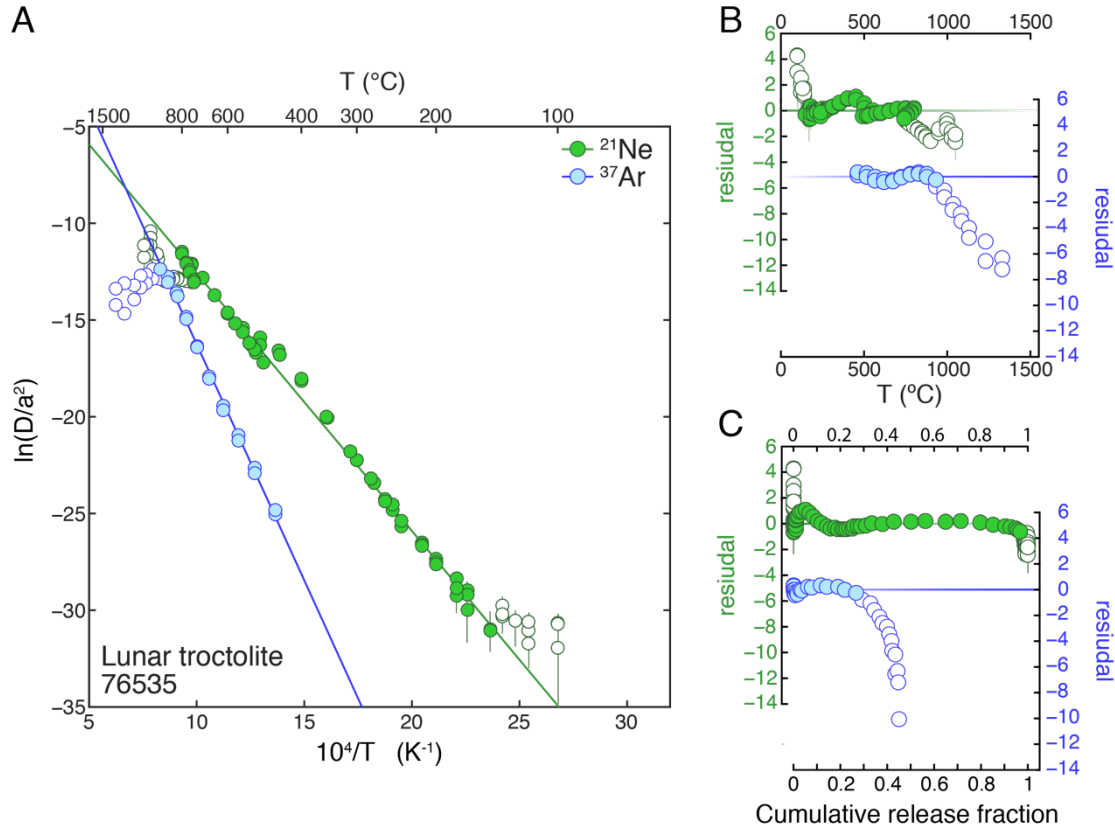 A
T (°C)
1500 800 600 400 300 200 100
−5
−10
−15
−20
−25
−30
−35
ln(D/a²)
²¹Ne
³⁷Ar
Lunar troctolite
76535
5 10 15 20 25 30
10⁴/T (K⁻¹)
B
0 500 1000 1500
6
4
2
0
−2
−4
−6
−8
−10
−12
−14
resiudal
6
4
2
0
−2
−4
−6
−8
−10
−12
−14
resiudal
0 500 1000 1500
T (ºC)
C
0 0.2 0.4 0.6 0.8 1
6
4
2
0
−2
−4
−6
−8
−10
−12
−14
resiudal
6
4
2
0
−2
−4
−6
−8
−10
−12
−14
resiudal
0 0.2 0.4 0.6 0.8 1
Cumulative release fraction